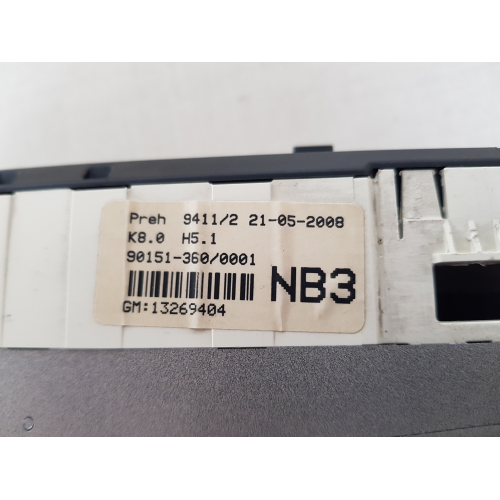 Preh 9411/2 21-05-2008
K8.0 H5.1
90151-360/0001
NB3
GM:13269404